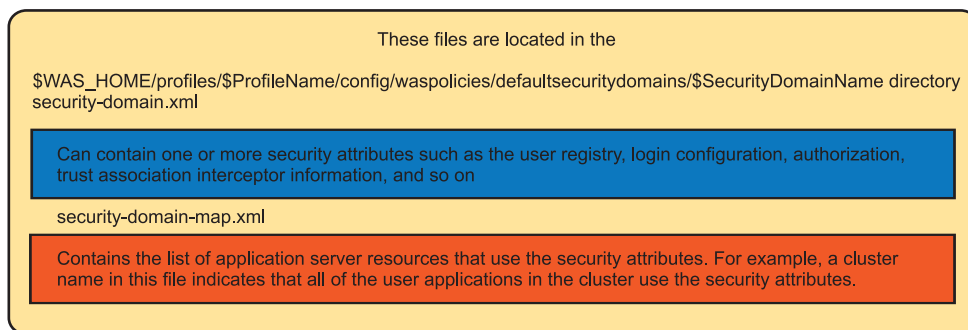 These files are located in the
$WAS_HOME/profiles/$ProfileName/config/waspolicies/defaultsecuritydomains/$SecurityDomainName directory
security-domain.xml
Can contain one or more security attributes such as the user registry, login configuration, authorization,
trust association interceptor information, and so on
security-domain-map.xml
Contains the list of application server resources that use the security attributes. For example, a cluster
name in this file indicates that all of the user applications in the cluster use the security attributes.